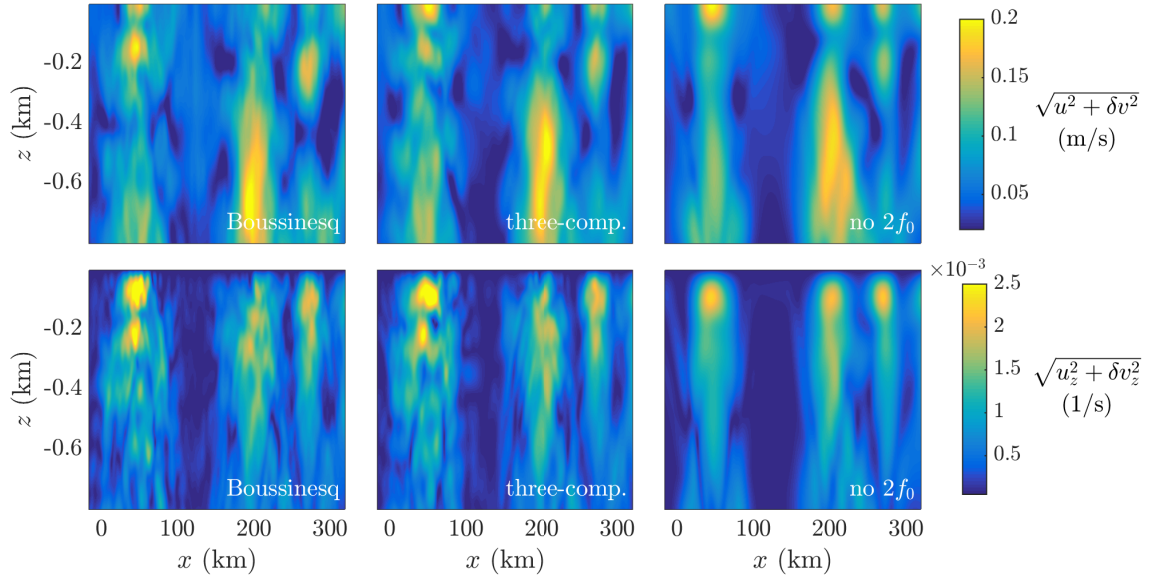 z (km)
-0.2
-0.4
-0.6
Boussinesq
three-comp.
no 2f₀
0.2
0.15
0.1
0.05
√u² + δv²
(m/s)
z (km)
-0.2
-0.4
-0.6
Boussinesq
three-comp.
no 2f₀
×10⁻³
2.5
2
1.5
1
0.5
√u_z² + δv_z²
(1/s)
0 100 200 300
0 100 200 300
0 100 200 300
x (km)
x (km)
x (km)